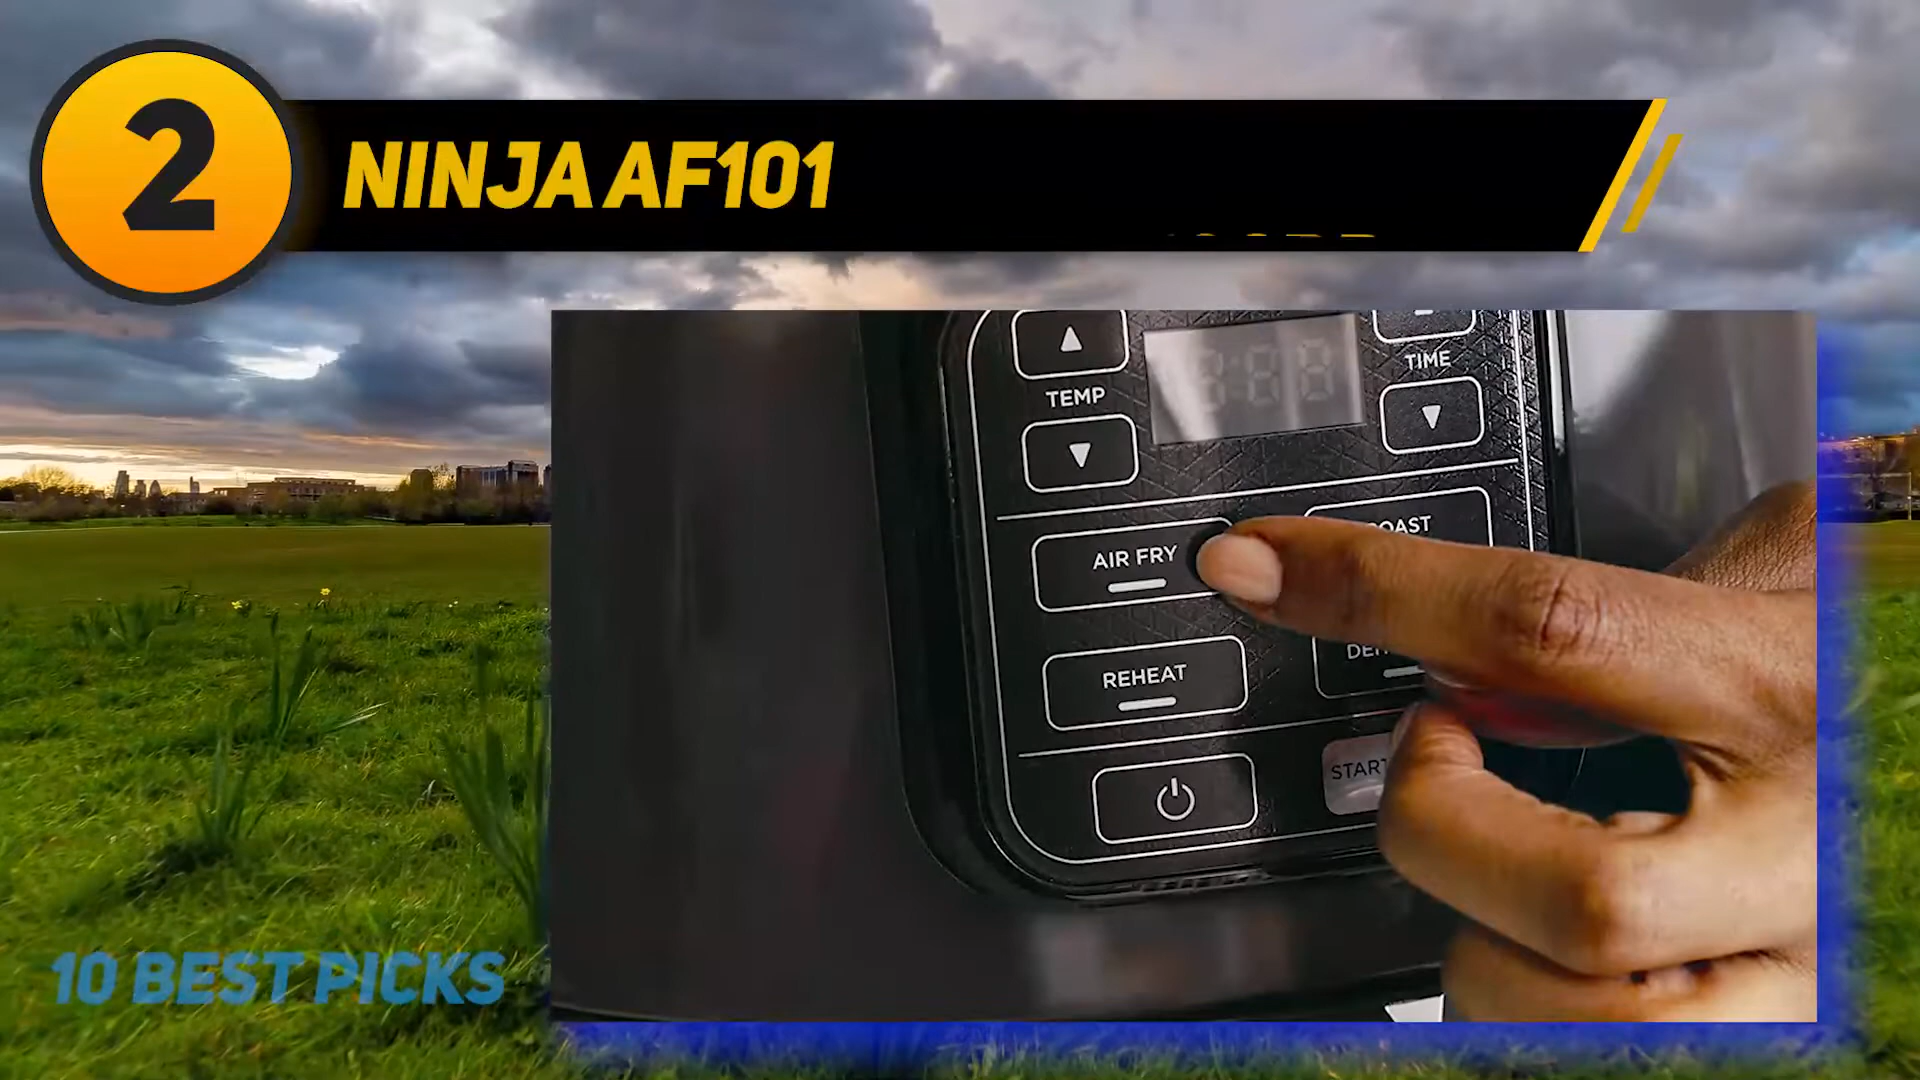 2
NINJA AF101
TEMP
TIME
AIR FRY
REHEAT
10 BEST PICKS